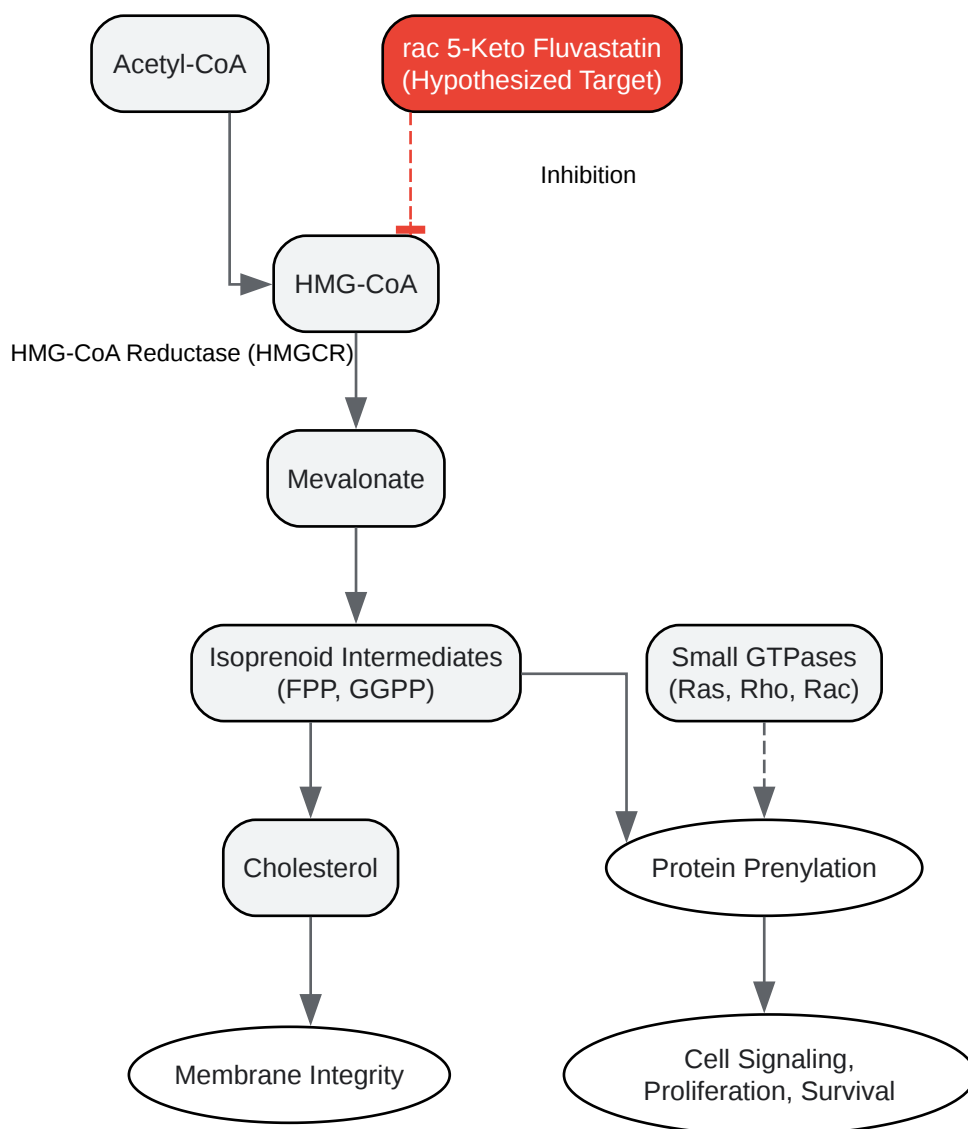 Acetyl-CoA
rac 5-Keto Fluvastatin
(Hypothesized Target)
Inhibition
HMG-CoA
HMG-CoA Reductase (HMGCR)
Mevalonate
Isoprenoid Intermediates
(FPP, GGPP)
Small GTPases
(Ras, Rho, Rac)
Cholesterol
Protein Prenylation
Membrane Integrity
Cell Signaling,
Proliferation, Survival